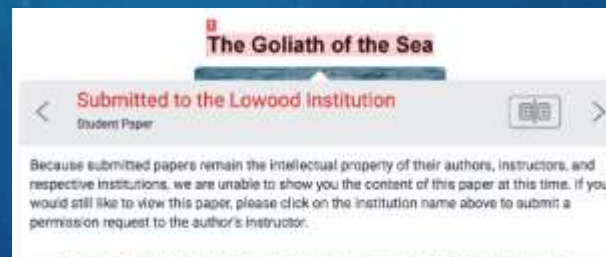 1
The Goliath of the Sea
Submitted to the Lowood Institution
Student Paper
Because submitted papers remain the intellectual property of their authors, instructors, and
respective institutions, we are unable to show you the content of this paper at this time. If you
would still like to view this paper, please click on the institution name above to submit a
permission request to the author's instructor.